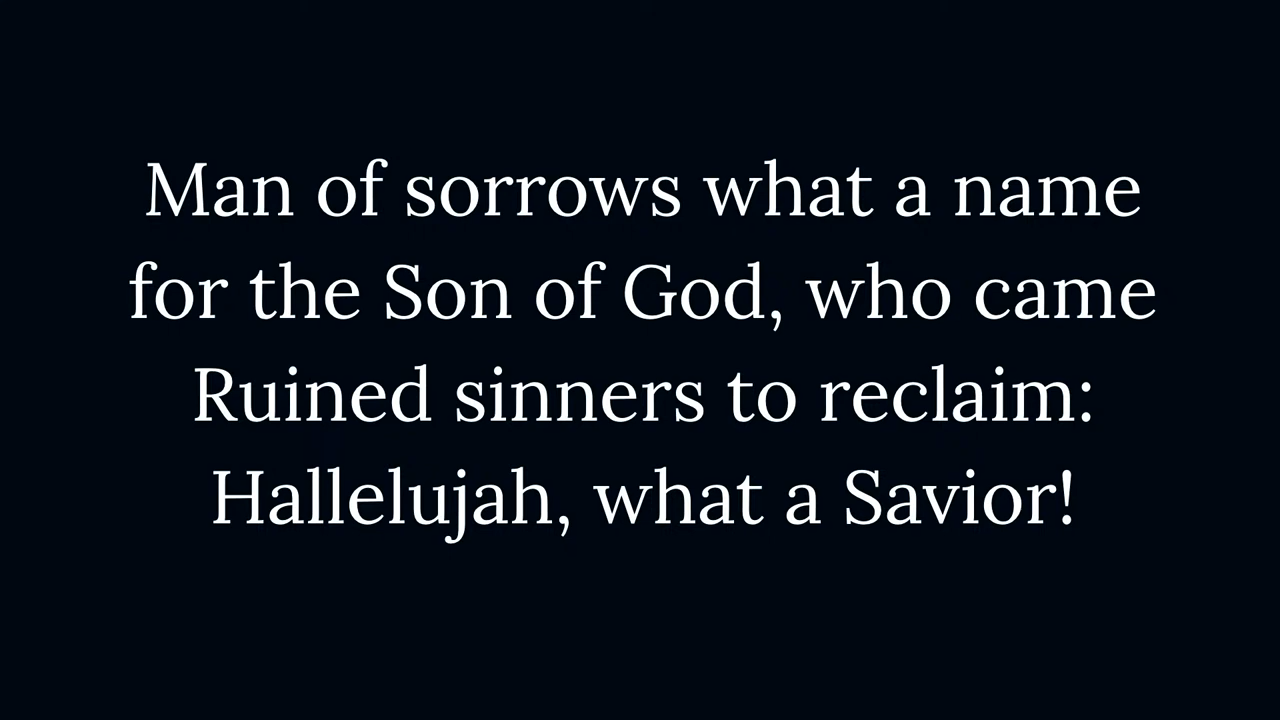 Man of sorrows what a name
for the Son of God, who came
Ruined sinners to reclaim:
Hallelujah, what a Savior!